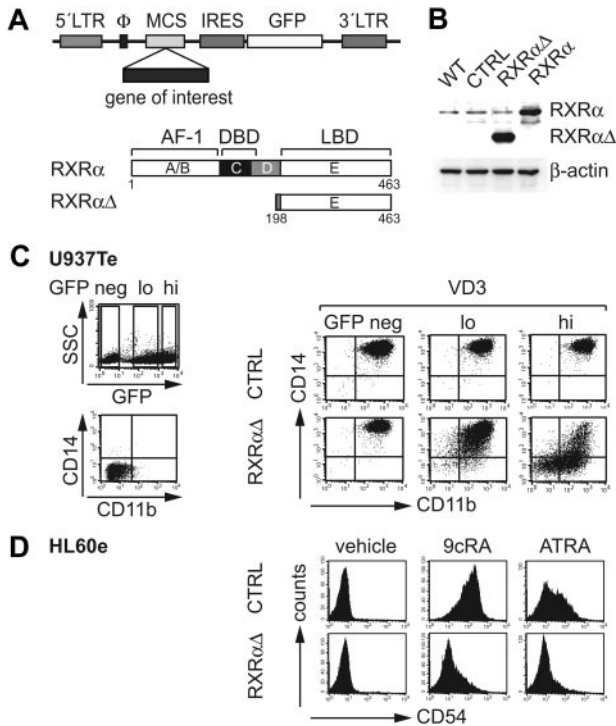 A
5´LTR Φ MCS IRES GFP 3´LTR
gene of interest
AF-1 DBD LBD
RXRα A/B C D E
1 463
RXRαΔ E
198 463
B
WT CTRL RXRαΔ RXRα
RXRα
RXRαΔ
β-actin
C U937Te
GFP neg lo hi
SSC
GFP
CD14
CD11b
VD3
GFP neg lo hi
CTRL
RXRαΔ
CD14
CD11b
D HL60e
vehicle 9cRA ATRA
CTRL
RXRαΔ
counts
CD54